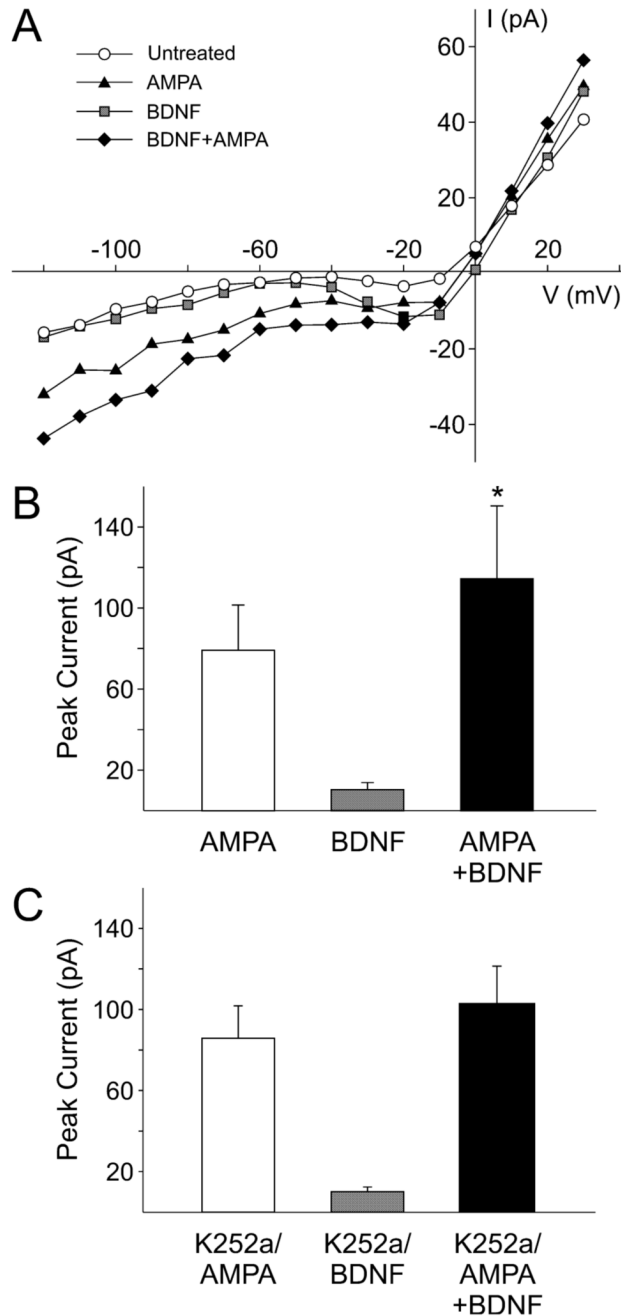 A
I (pA)
Untreated
AMPA
BDNF
BDNF+AMPA
60
40
20
-100
-60
-20
20
V (mV)
-20
-40
B
*
Peak Current (pA)
140
100
60
20
AMPA
BDNF
AMPA
+BDNF
C
Peak Current (pA)
140
100
60
20
K252a/
AMPA
K252a/
BDNF
K252a/
AMPA
+BDNF